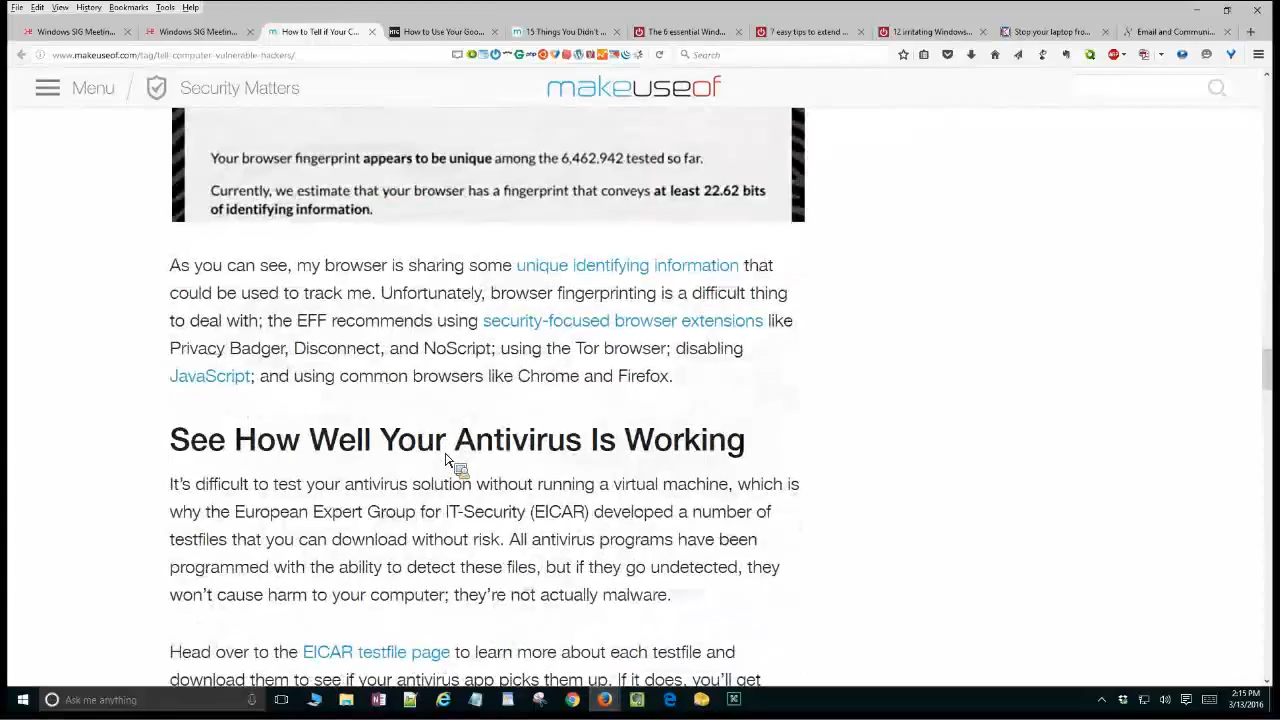 File Edit View History Bookmarks Tools Help
Windows SIG Meetin... Windows SIG Meetin... How to Tell if Your C... How to Use Your Goo... 15 Things You Didn't ... The 6 essential Wind... 7 easy tips to extend ... 12 irritating Windows... Stop your laptop fro... Email and Communi...
www.makeuseof.com/tag/tell-computer-vulnerable-hackers/ Search
Menu Security Matters makeuseof
Your browser fingerprint appears to be unique among the 6,462,942 tested so far.
Currently, we estimate that your browser has a fingerprint that conveys at least 22.62 bits
of identifying information.
As you can see, my browser is sharing some unique identifying information that
could be used to track me. Unfortunately, browser fingerprinting is a difficult thing
to deal with; the EFF recommends using security-focused browser extensions like
Privacy Badger, Disconnect, and NoScript; using the Tor browser; disabling
JavaScript; and using common browsers like Chrome and Firefox.
See How Well Your Antivirus Is Working
It's difficult to test your antivirus solution without running a virtual machine, which is
why the European Expert Group for IT-Security (EICAR) developed a number of
testfiles that you can download without risk. All antivirus programs have been
programmed with the ability to detect these files, but if they go undetected, they
won't cause harm to your computer; they're not actually malware.
Head over to the EICAR testfile page to learn more about each testfile and
download them to see if your antivirus app picks them up. If it does, you'll get
Ask me anything
2:15 PM
3/13/2016